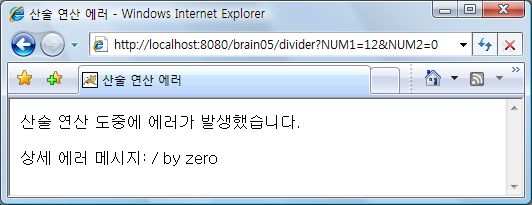 산술 연산 에러 - Windows Internet Explorer
http://localhost:8080/brain05/divider?NUM1=12&NUM2=0
산술 연산 에러
산술 연산 도중에 에러가 발생했습니다.
상세 에러 메시지: / by zero